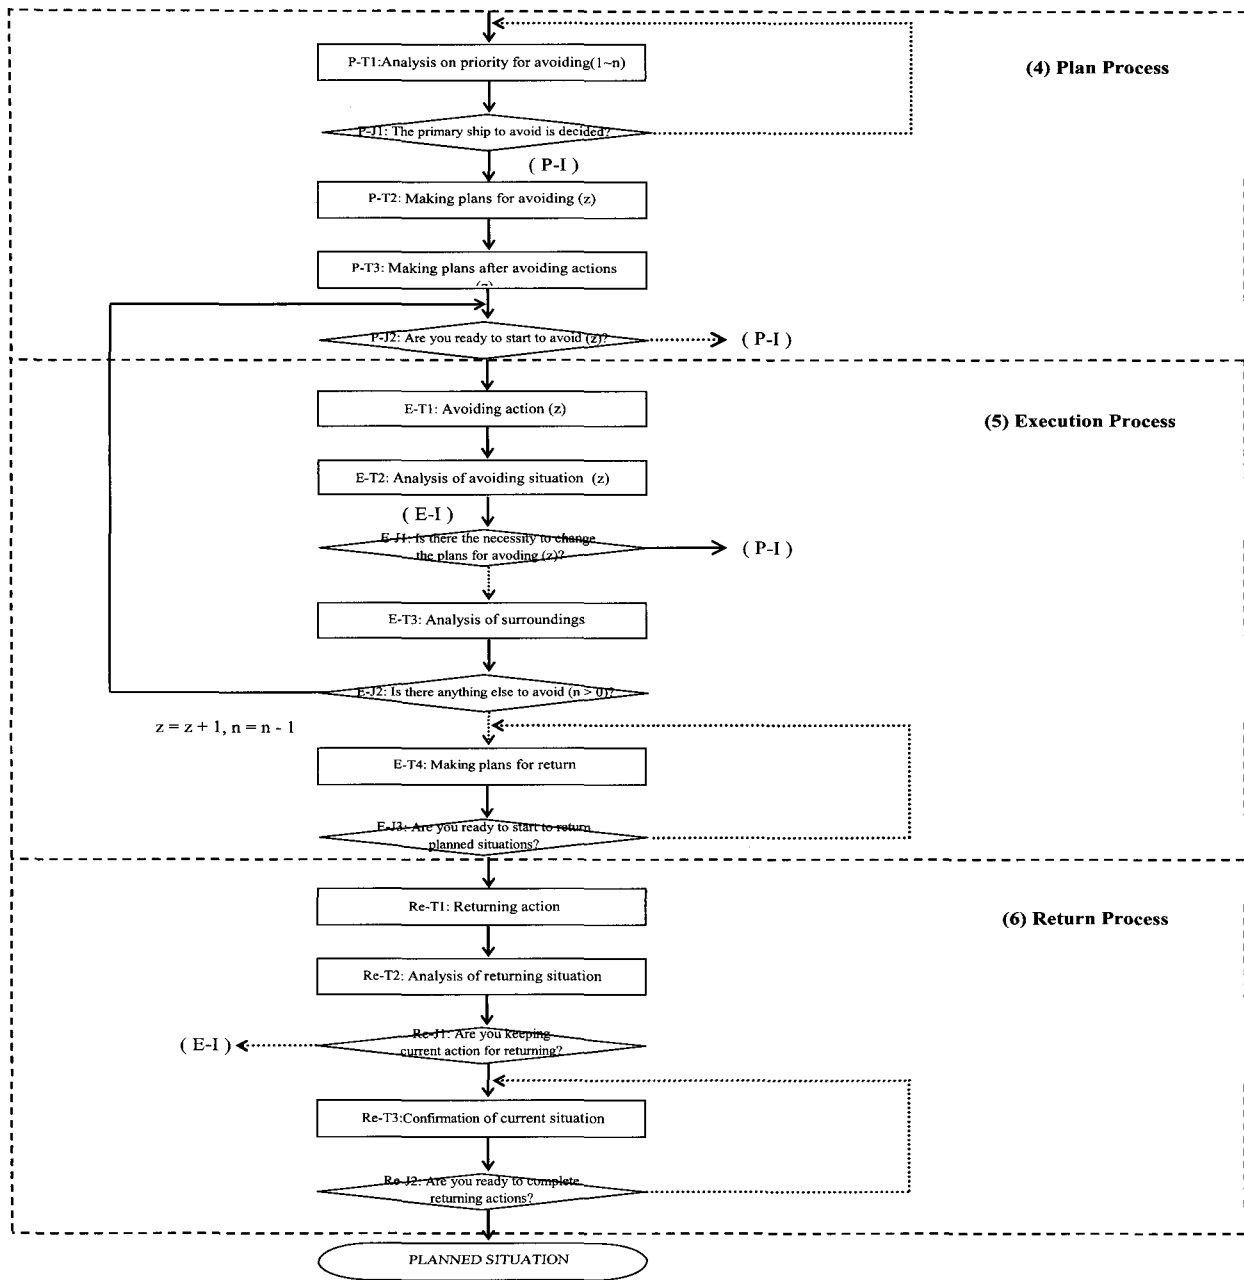 P-T1:Analysis on priority for avoiding(1~n)
(4) Plan Process
P-J1: The primary ship to avoid is decided?
( P-I )
P-T2: Making plans for avoiding (z)
P-T3: Making plans after avoiding actions
(z)
P-J2: Are you ready to start to avoid (z)?
( P-I )
E-T1: Avoiding action (z)
(5) Execution Process
E-T2: Analysis of avoiding situation (z)
( E-I )
E-J1: Is there the necessity to change
the plans for avoding (z)?
( P-I )
E-T3: Analysis of surroundings
E-J2: Is there anything else to avoid (n > 0)?
z = z + 1, n = n - 1
E-T4: Making plans for return
E-J3: Are you ready to start to return
planned situations?
Re-T1: Returning action
(6) Return Process
Re-T2: Analysis of returning situation
Re-J1: Are you keeping
current action for returning?
( E-I )
Re-T3:Confirmation of current situation
Re-J2: Are you ready to complete
returning actions?
PLANNED SITUATION